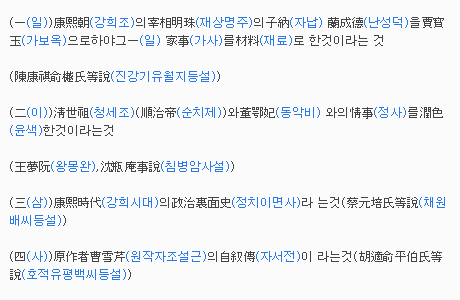 (一(일))康熙朝(강희조)의宰相明珠(재상명주)의子納(자납) 蘭成德(난성덕)을賈寶
玉(가보옥)으로하야그ㅡ(일) 家事(가사)를材料(재료)로 한것이라는 것
(陳康祺俞樾氏等說(진강기유월지등설))
(二(이))淸世祖(청세조)(順治帝(순치제))와董鄂妃(동악비) 와의情事(정사)를潤色
(윤색)한것이라는것
(王夢阮(왕몽완),沈瓶庵事說(침병암사설))
(三(삼))康熙時代(강희시대)의政治裏面史(정치이면사)라 는것(蔡元培氏等說(채원
배씨등설))
(四(사))原作者曹雪芹(원작자조설근)의自叙傳(자서전)이 라는것(胡適俞平伯氏等
說(호적유평백씨등설))